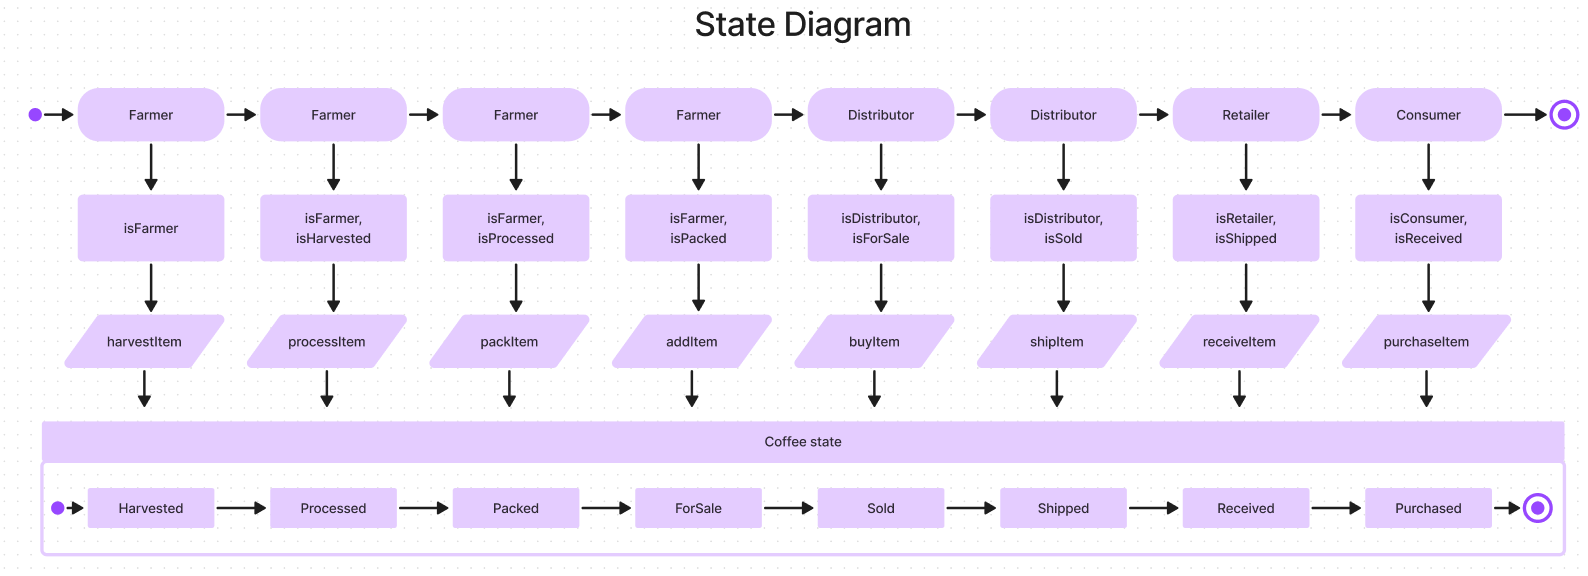 State Diagram
Farmer
Farmer
Farmer
Farmer
Distributor
Distributor
Retailer
Consumer
isFarmer
isFarmer,
isHarvested
isFarmer,
isProcessed
isFarmer,
isPacked
isDistributor,
isForSale
isDistributor,
isSold
isRetailer,
isShipped
isConsumer,
isReceived
harvestItem
processItem
packItem
addItem
buyItem
shipItem
receiveItem
purchaseItem
Coffee state
Harvested
Processed
Packed
ForSale
Sold
Shipped
Received
Purchased